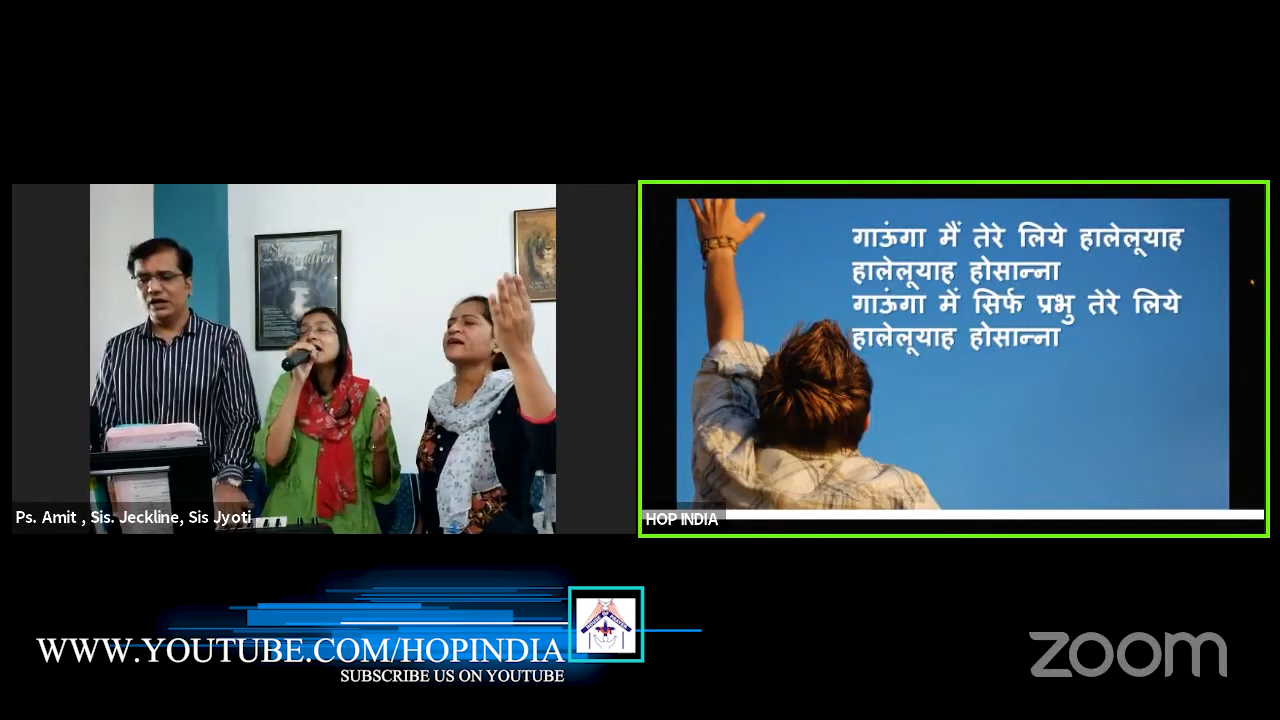 गाऊंगा मैं तेरे लिये हालेलूयाह
हालेलूयाह होसान्ना
गाऊंगा में सिर्फ प्रभु तेरे लिये
हालेलूयाह होसान्ना
Ps. Amit , Sis. Jeckline, Sis Jyoti
HOP INDIA
WWW.YOUTUBE.COM/HOPINDIA
SUBSCRIBE US ON YOUTUBE
zoom